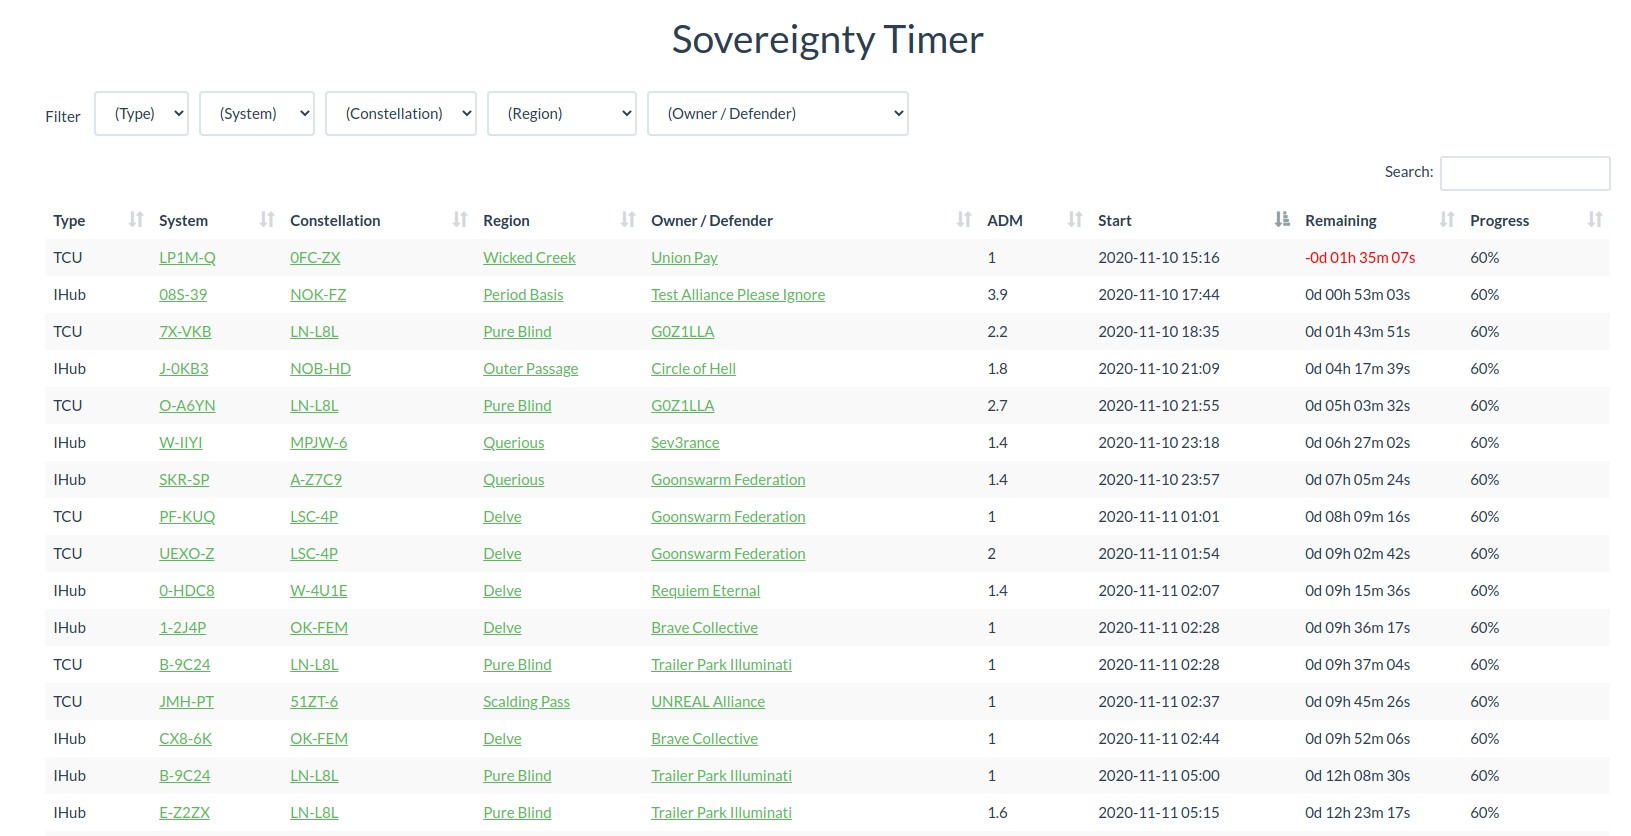 Sovereignty Timer
Filter (Type) (System) (Constellation) (Region) (Owner / Defender)
Search:
Type System Constellation Region Owner / Defender ADM Start Remaining Progress
TCU LP1M-Q 0FC-ZX Wicked Creek Union Pay 1 2020-11-10 15:16 -0d 01h 35m 07s 60%
IHub 08S-39 NOK-FZ Period Basis Test Alliance Please Ignore 3.9 2020-11-10 17:44 0d 00h 53m 03s 60%
TCU 7X-VKB LN-L8L Pure Blind G0Z1LLA 2.2 2020-11-10 18:35 0d 01h 43m 51s 60%
IHub J-0KB3 NOB-HD Outer Passage Circle of Hell 1.8 2020-11-10 21:09 0d 04h 17m 39s 60%
TCU O-A6YN LN-L8L Pure Blind G0Z1LLA 2.7 2020-11-10 21:55 0d 05h 03m 32s 60%
IHub W-IIYI MPJW-6 Querious Sev3rance 1.4 2020-11-10 23:18 0d 06h 27m 02s 60%
IHub SKR-SP A-Z7C9 Querious Goonswarm Federation 1.4 2020-11-10 23:57 0d 07h 05m 24s 60%
TCU PF-KUQ LSC-4P Delve Goonswarm Federation 1 2020-11-11 01:01 0d 08h 09m 16s 60%
TCU UEXO-Z LSC-4P Delve Goonswarm Federation 2 2020-11-11 01:54 0d 09h 02m 42s 60%
IHub 0-HDC8 W-4U1E Delve Requiem Eternal 1.4 2020-11-11 02:07 0d 09h 15m 36s 60%
IHub 1-2J4P OK-FEM Delve Brave Collective 1 2020-11-11 02:28 0d 09h 36m 17s 60%
TCU B-9C24 LN-L8L Pure Blind Trailer Park Illuminati 1 2020-11-11 02:28 0d 09h 37m 04s 60%
TCU JMH-PT 51ZT-6 Scalding Pass UNREAL Alliance 1 2020-11-11 02:37 0d 09h 45m 26s 60%
IHub CX8-6K OK-FEM Delve Brave Collective 1 2020-11-11 02:44 0d 09h 52m 06s 60%
IHub B-9C24 LN-L8L Pure Blind Trailer Park Illuminati 1 2020-11-11 05:00 0d 12h 08m 30s 60%
IHub E-Z2ZX LN-L8L Pure Blind Trailer Park Illuminati 1.6 2020-11-11 05:15 0d 12h 23m 17s 60%